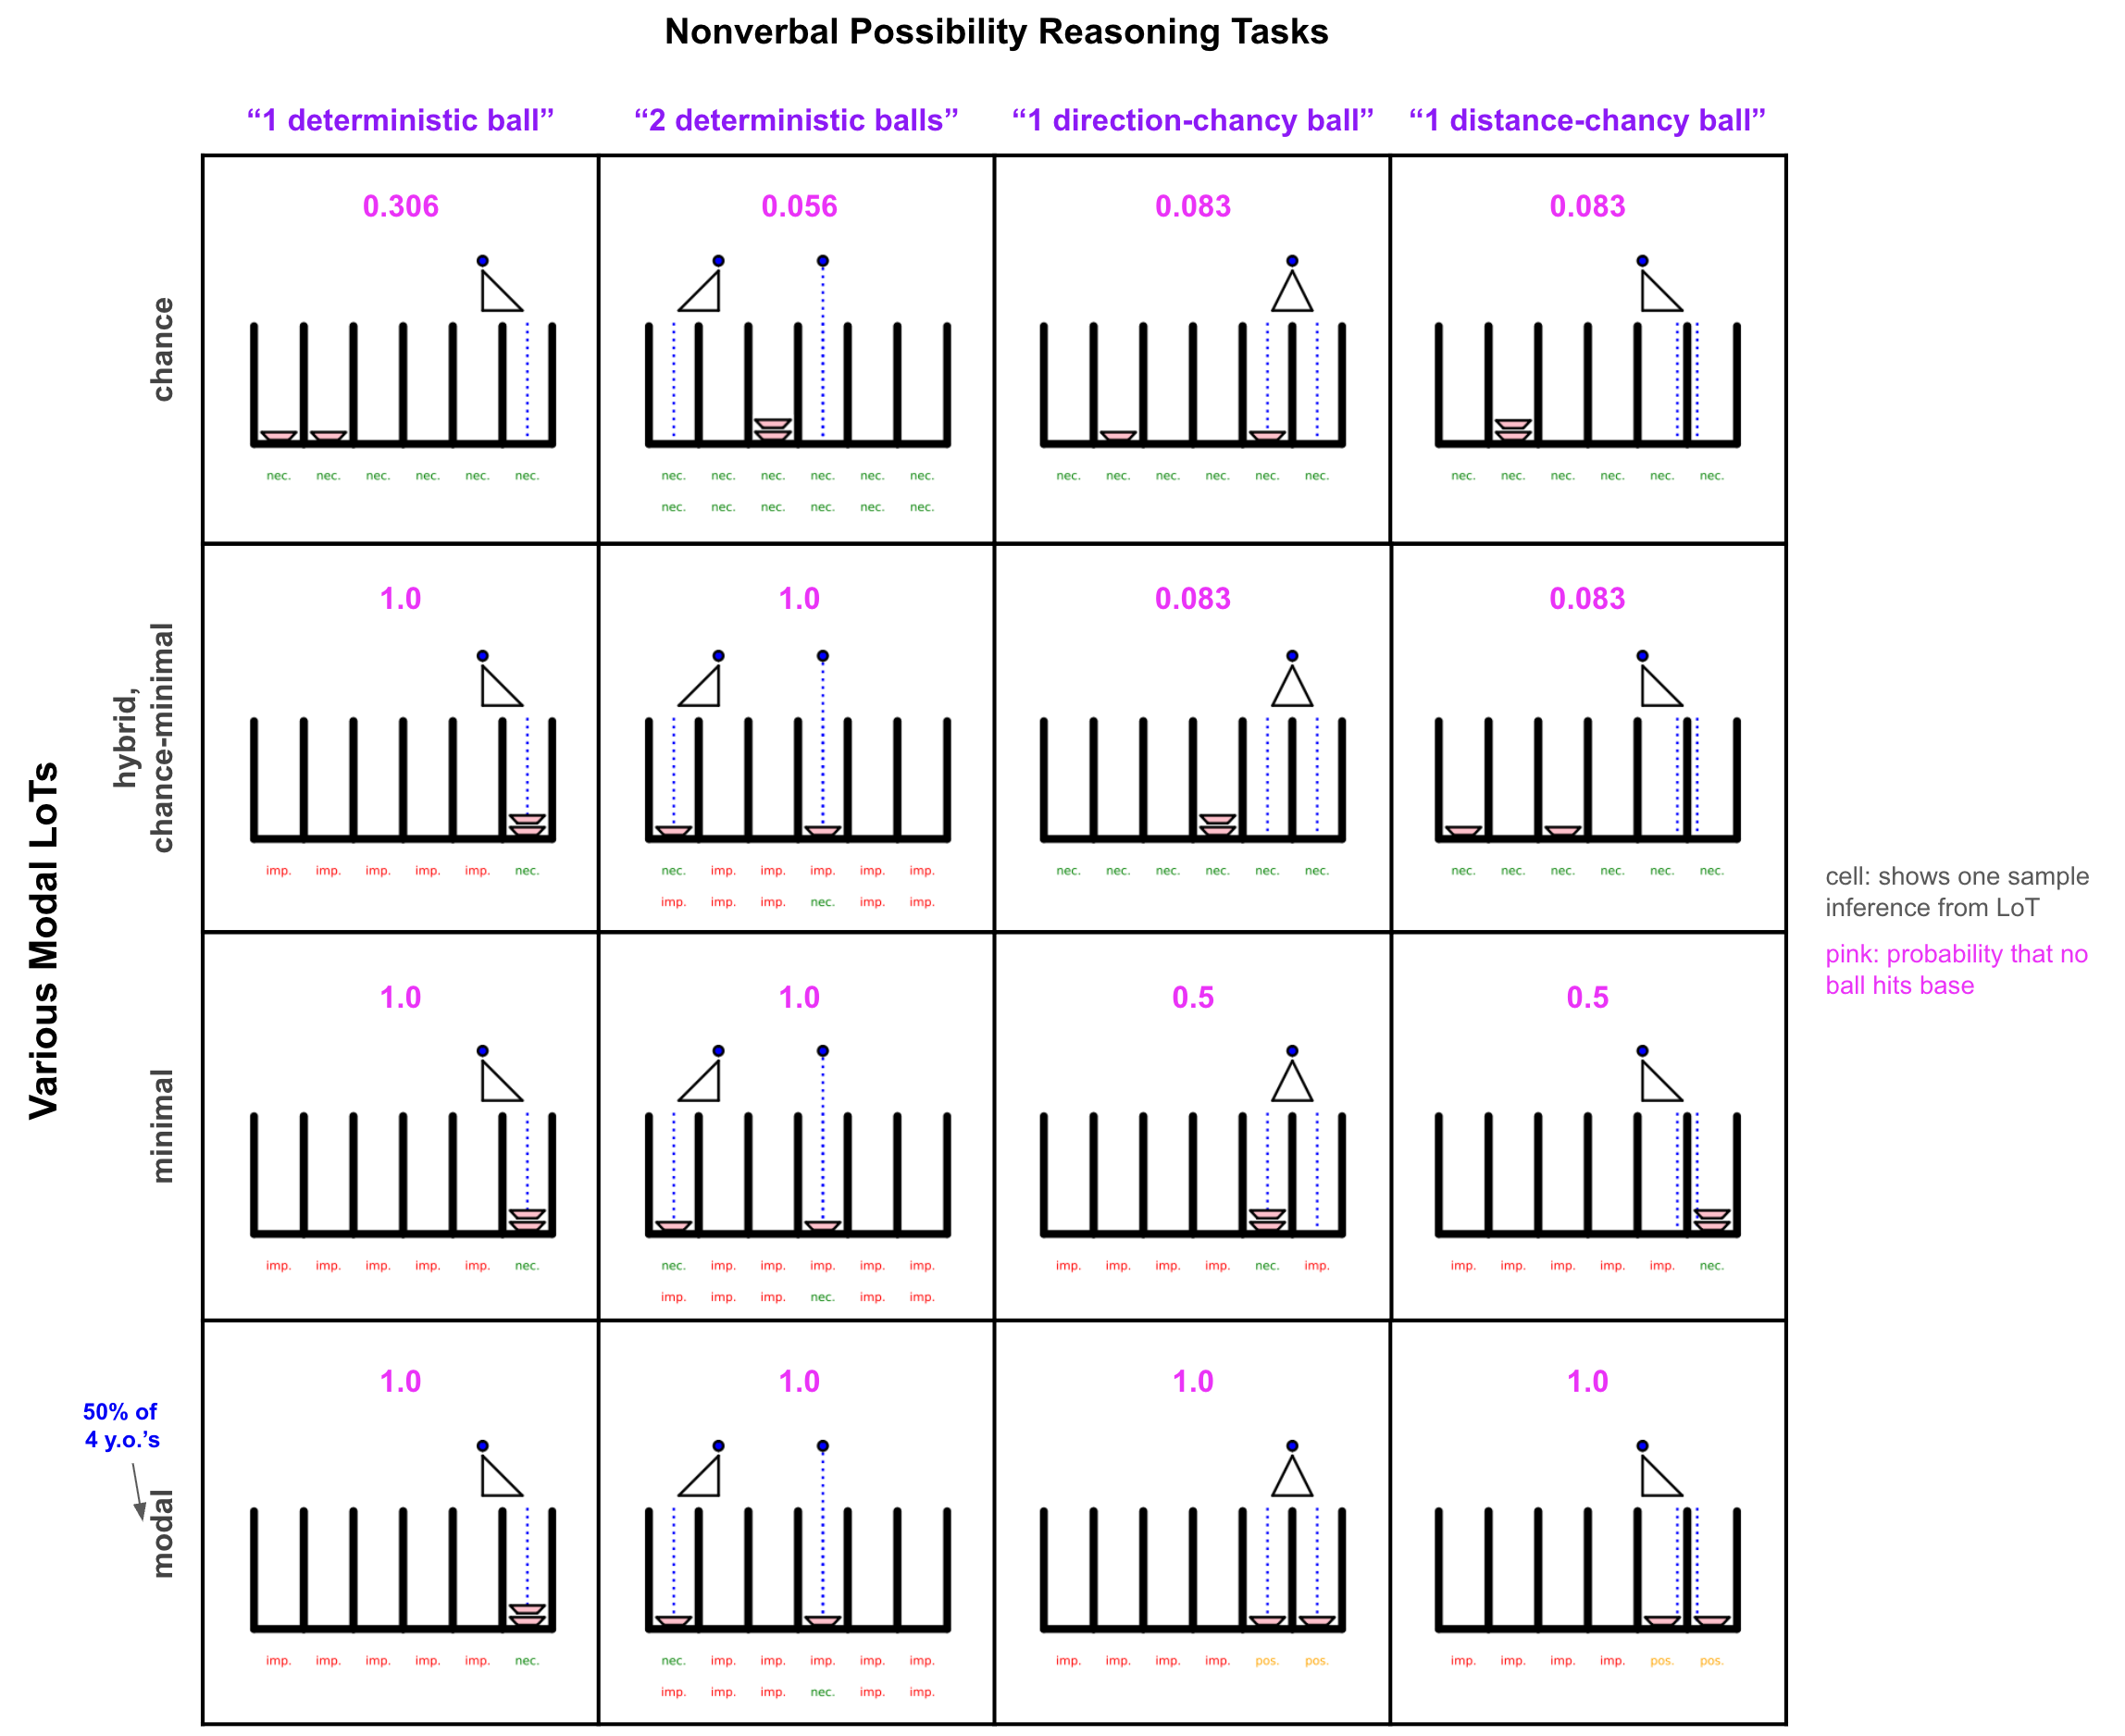 Nonverbal Possibility Reasoning Tasks
“1 deterministic ball” “2 deterministic balls” “1 direction-chancy ball” “1 distance-chancy ball”
Various Modal LoTs
chance
0.306 0.056 0.083 0.083
nec. nec. nec. nec. nec. nec. nec. nec. nec. nec. nec. nec. nec. nec. nec. nec. nec. nec. nec. nec. nec. nec. nec. nec.
nec. nec. nec. nec. nec. nec.
hybrid,
chance-minimal
1.0 1.0 0.083 0.083
imp. imp. imp. imp. imp. nec. nec. imp. imp. imp. imp. imp. nec. nec. nec. nec. nec. nec. nec. nec. nec. nec. nec. nec.
imp. imp. imp. nec. imp. imp.
cell: shows one sample
inference from LoT
pink: probability that no
ball hits base
minimal
1.0 1.0 0.5 0.5
imp. imp. imp. imp. imp. nec. nec. imp. imp. imp. imp. imp. imp. imp. imp. imp. nec. imp. imp. imp. imp. imp. imp. nec.
imp. imp. imp. nec. imp. imp.
50% of
4 y.o.’s
modal
1.0 1.0 1.0 1.0
imp. imp. imp. imp. imp. nec. nec. imp. imp. imp. imp. imp. imp. imp. imp. imp. pos. pos. imp. imp. imp. imp. pos. pos.
imp. imp. imp. nec. imp. imp.